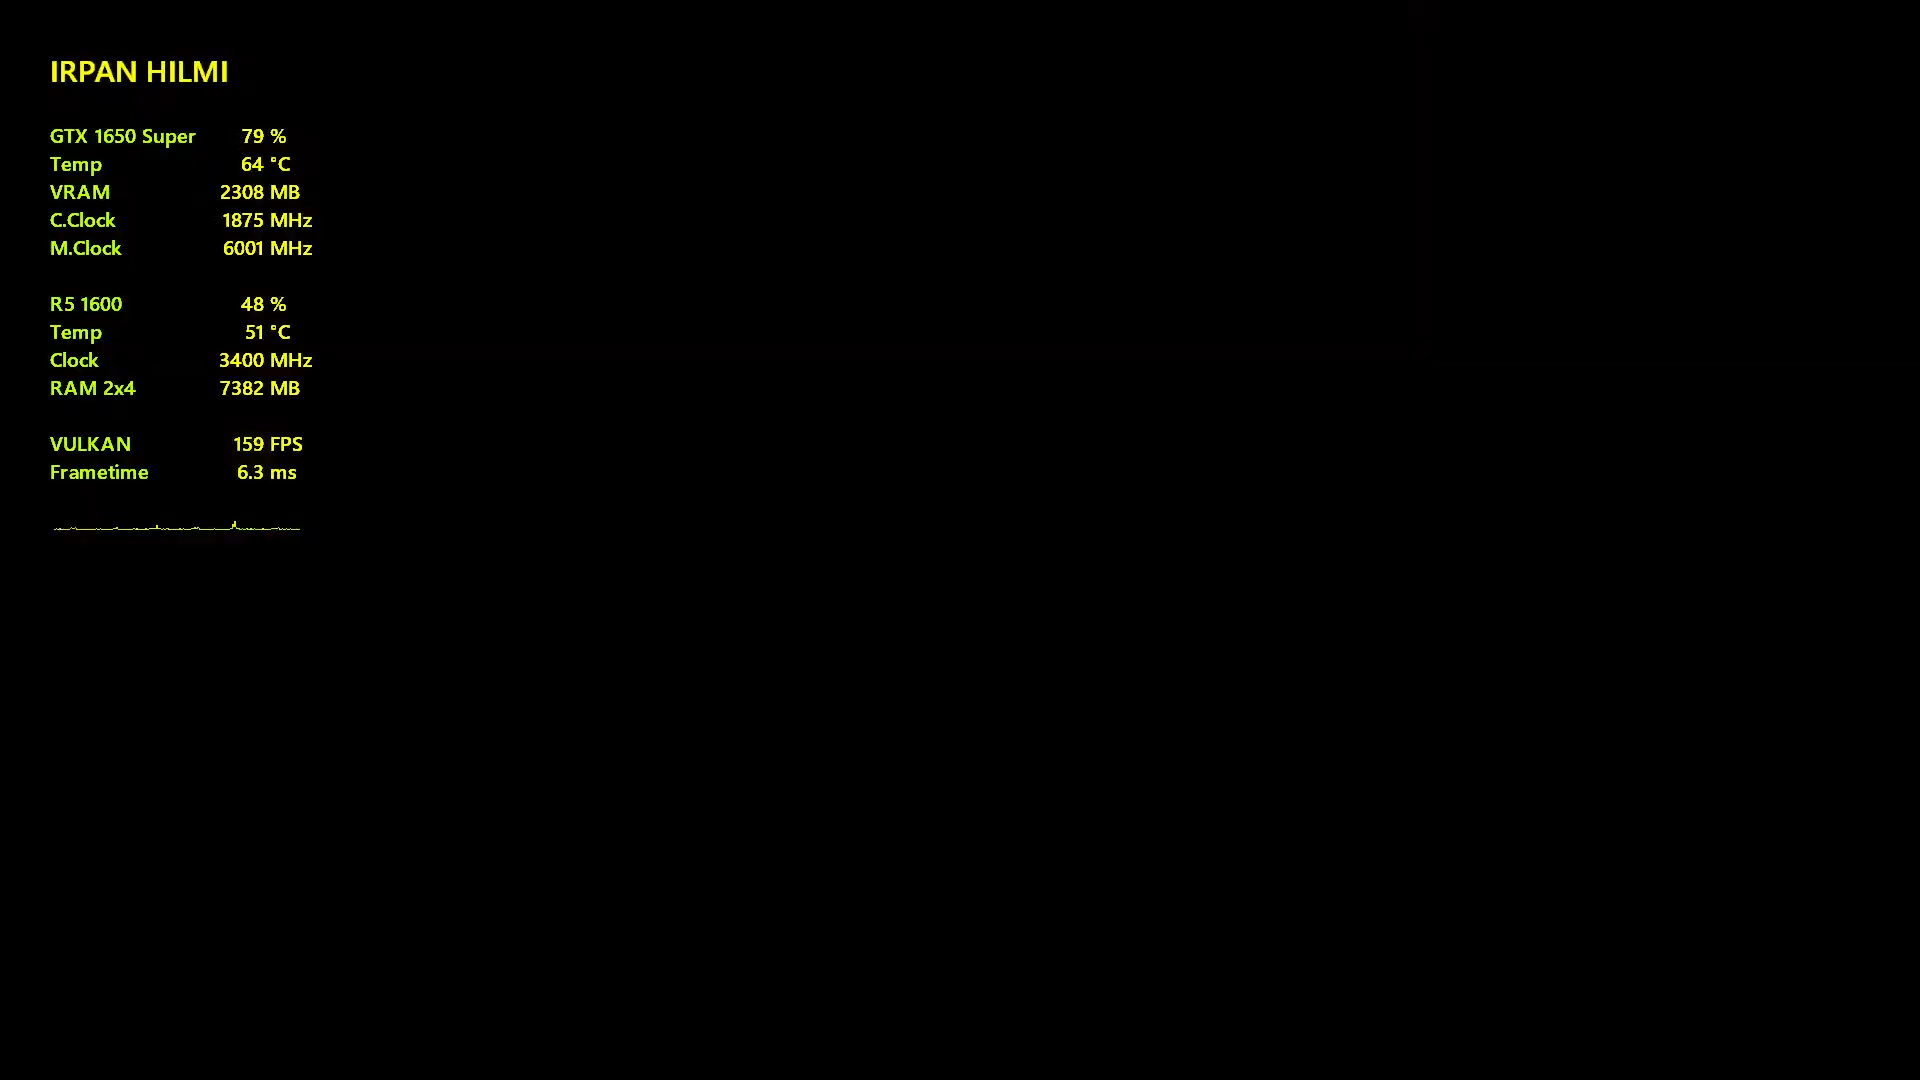 IRPAN HILMI
GTX 1650 Super 79 %
Temp 64 °C
VRAM 2308 MB
C.Clock 1875 MHz
M.Clock 6001 MHz
R5 1600 48 %
Temp 51 °C
Clock 3400 MHz
RAM 2x4 7382 MB
VULKAN 159 FPS
Frametime 6.3 ms